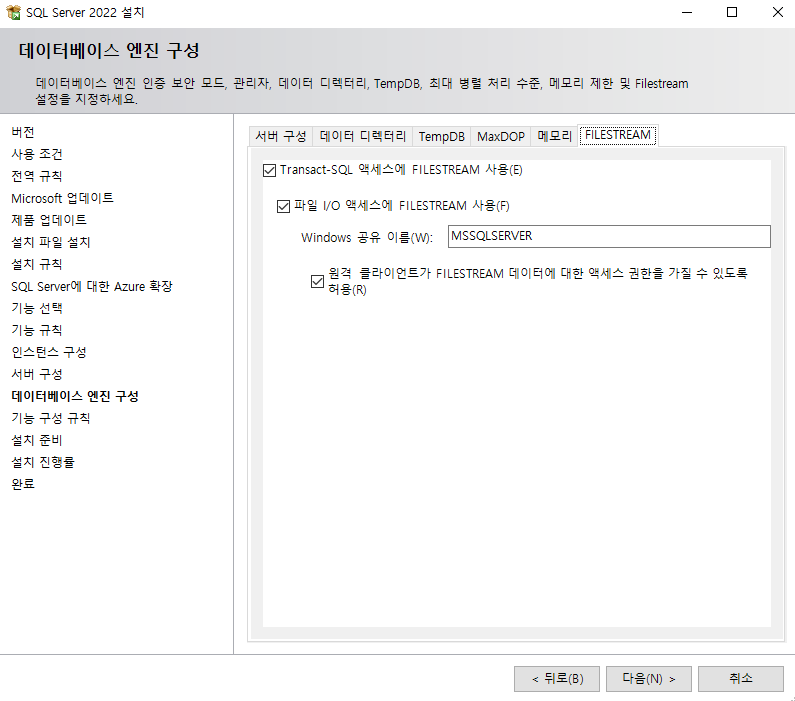 SQL Server 2022 설치
데이터베이스 엔진 구성
데이터베이스 엔진 인증 보안 모드, 관리자, 데이터 디렉터리, TempDB, 최대 병렬 처리 수준, 메모리 제한 및 Filestream
설정을 지정하세요.
버전
사용 조건
전역 규칙
Microsoft 업데이트
제품 업데이트
설치 파일 설치
설치 규칙
SQL Server에 대한 Azure 확장
기능 선택
기능 규칙
인스턴스 구성
서버 구성
데이터베이스 엔진 구성
기능 구성 규칙
설치 준비
설치 진행률
완료
서버 구성 데이터 디렉터리 TempDB MaxDOP 메모리 FILESTREAM
Transact-SQL 액세스에 FILESTREAM 사용(E)
파일 I/O 액세스에 FILESTREAM 사용(F)
Windows 공유 이름(W): MSSQLSERVER
원격 클라이언트가 FILESTREAM 데이터에 대한 액세스 권한을 가질 수 있도록
허용(R)
< 뒤로(B) 다음(N) > 취소